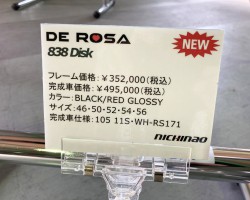 DE ROSA
NEW
838 Disk
フレーム価格：￥352,000(税込)
完成車価格：￥495,000(税込)
カラー：BLACK/RED GLOSSY
サイズ：46・50・52・54・56
完成車仕様：105 11S・WH-RS171
NICHINAO